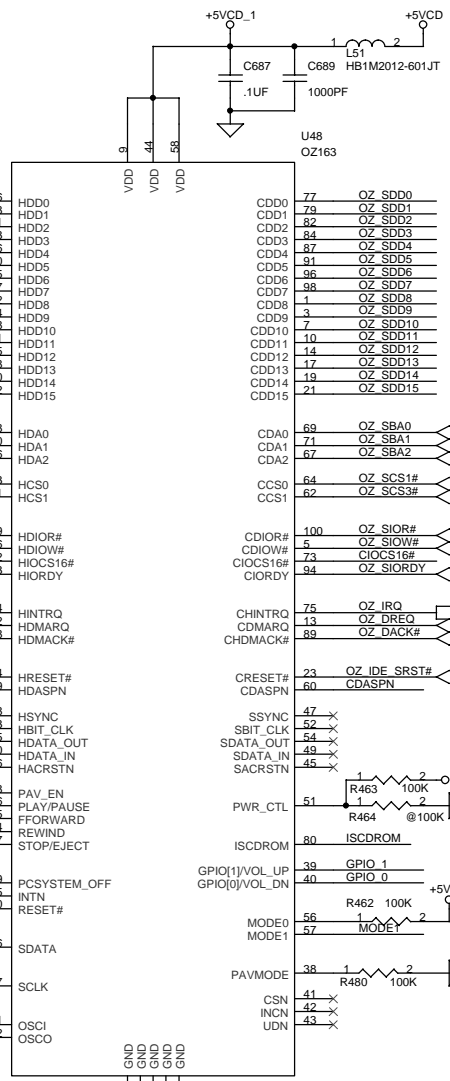 +5VCD_1 +5VCD
1 2
L51
C687 C689 HB1M2012-601JT
.1UF 1000PF
U48
OZ163
9 44 58
VDD VDD VDD
HDD0 CDD0 77 OZ_SDD0
HDD1 CDD1 79 OZ_SDD1
HDD2 CDD2 82 OZ_SDD2
HDD3 CDD3 84 OZ_SDD3
HDD4 CDD4 87 OZ_SDD4
HDD5 CDD5 91 OZ_SDD5
HDD6 CDD6 96 OZ_SDD6
HDD7 CDD7 98 OZ_SDD7
HDD8 CDD8 1 OZ_SDD8
HDD9 CDD9 3 OZ_SDD9
HDD10 CDD10 7 OZ_SDD10
HDD11 CDD11 10 OZ_SDD11
HDD12 CDD12 14 OZ_SDD12
HDD13 CDD13 17 OZ_SDD13
HDD14 CDD14 19 OZ_SDD14
HDD15 CDD15 21 OZ_SDD15
HDA0 CDA0 69 OZ_SBA0
HDA1 CDA1 71 OZ_SBA1
HDA2 CDA2 67 OZ_SBA2
HCS0 CCS0 64 OZ_SCS1#
HCS1 CCS1 62 OZ_SCS3#
HDIOR# CDIOR# 100 OZ_SIOR#
HDIOW# CDIOW# 5 OZ_SIOW#
HIOCS16# CIOCS16# 73 CIOCS16#
HIORDY CIORDY 94 OZ_SIORDY
HINTRQ CHINTRQ 75 OZ_IRQ
HDMARQ CDMARQ 13 OZ_DREQ
HDMACK# CHDMACK# 89 OZ_DACK#
HRESET# CRESET# 23 OZ_IDE_SRST#
HDASPN CDASPN 60 CDASPN
HSYNC SSYNC 47
HBIT_CLK SBIT_CLK 52
HDATA_OUT SDATA_OUT 54
HDATA_IN SDATA_IN 49
HACRSTN SACRSTN 45
PAV_EN 1 2
R463 100K
PLAY/PAUSE PWR_CTL 51 1 2
FFORWARD R464 @100K
REWIND
STOP/EJECT ISCDROM 80 ISCDROM
GPIO[1]/VOL_UP 39 GPIO_1
PCSYSTEM_OFF GPIO[0]/VOL_DN 40 GPIO_0
INTN +5V
RESET# R462 100K
MODE0 56 1 2
MODE1 57 MODE1
SDATA
PAVMODE 38 1 2
SCLK R480 100K
CSN 41
INCN 42
OSCI UDN 43
OSCO
GND GND GND GND